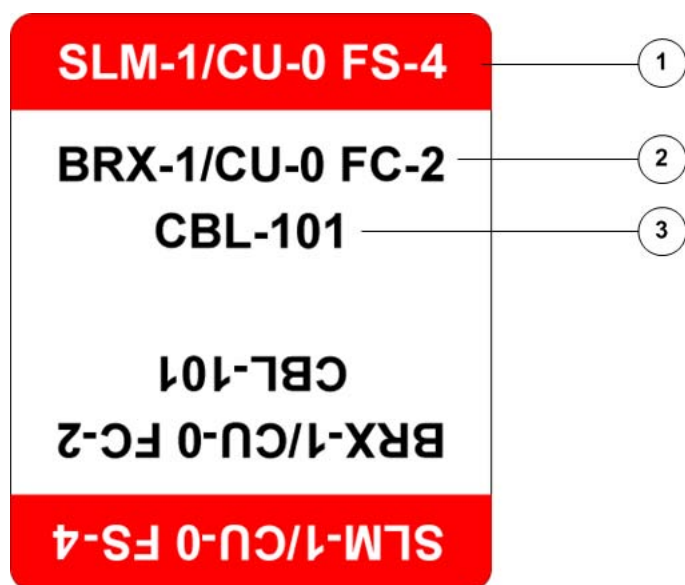 SLM-1/CU-0 FS-4
1
BRX-1/CU-0 FC-2
2
CBL-101
3
CBL-101
BRX-1/CU-0 FC-2
SLM-1/CU-0 FS-4